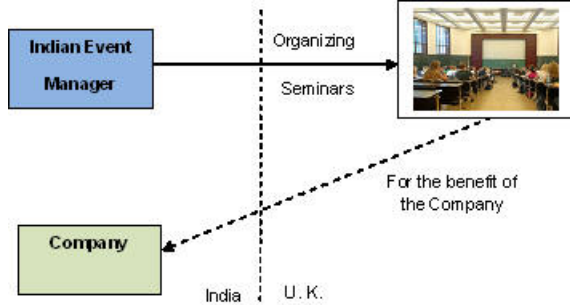 Indian Event
Manager
Organizing
Seminars
For the benefit of
the Company
Company
India
U. K.